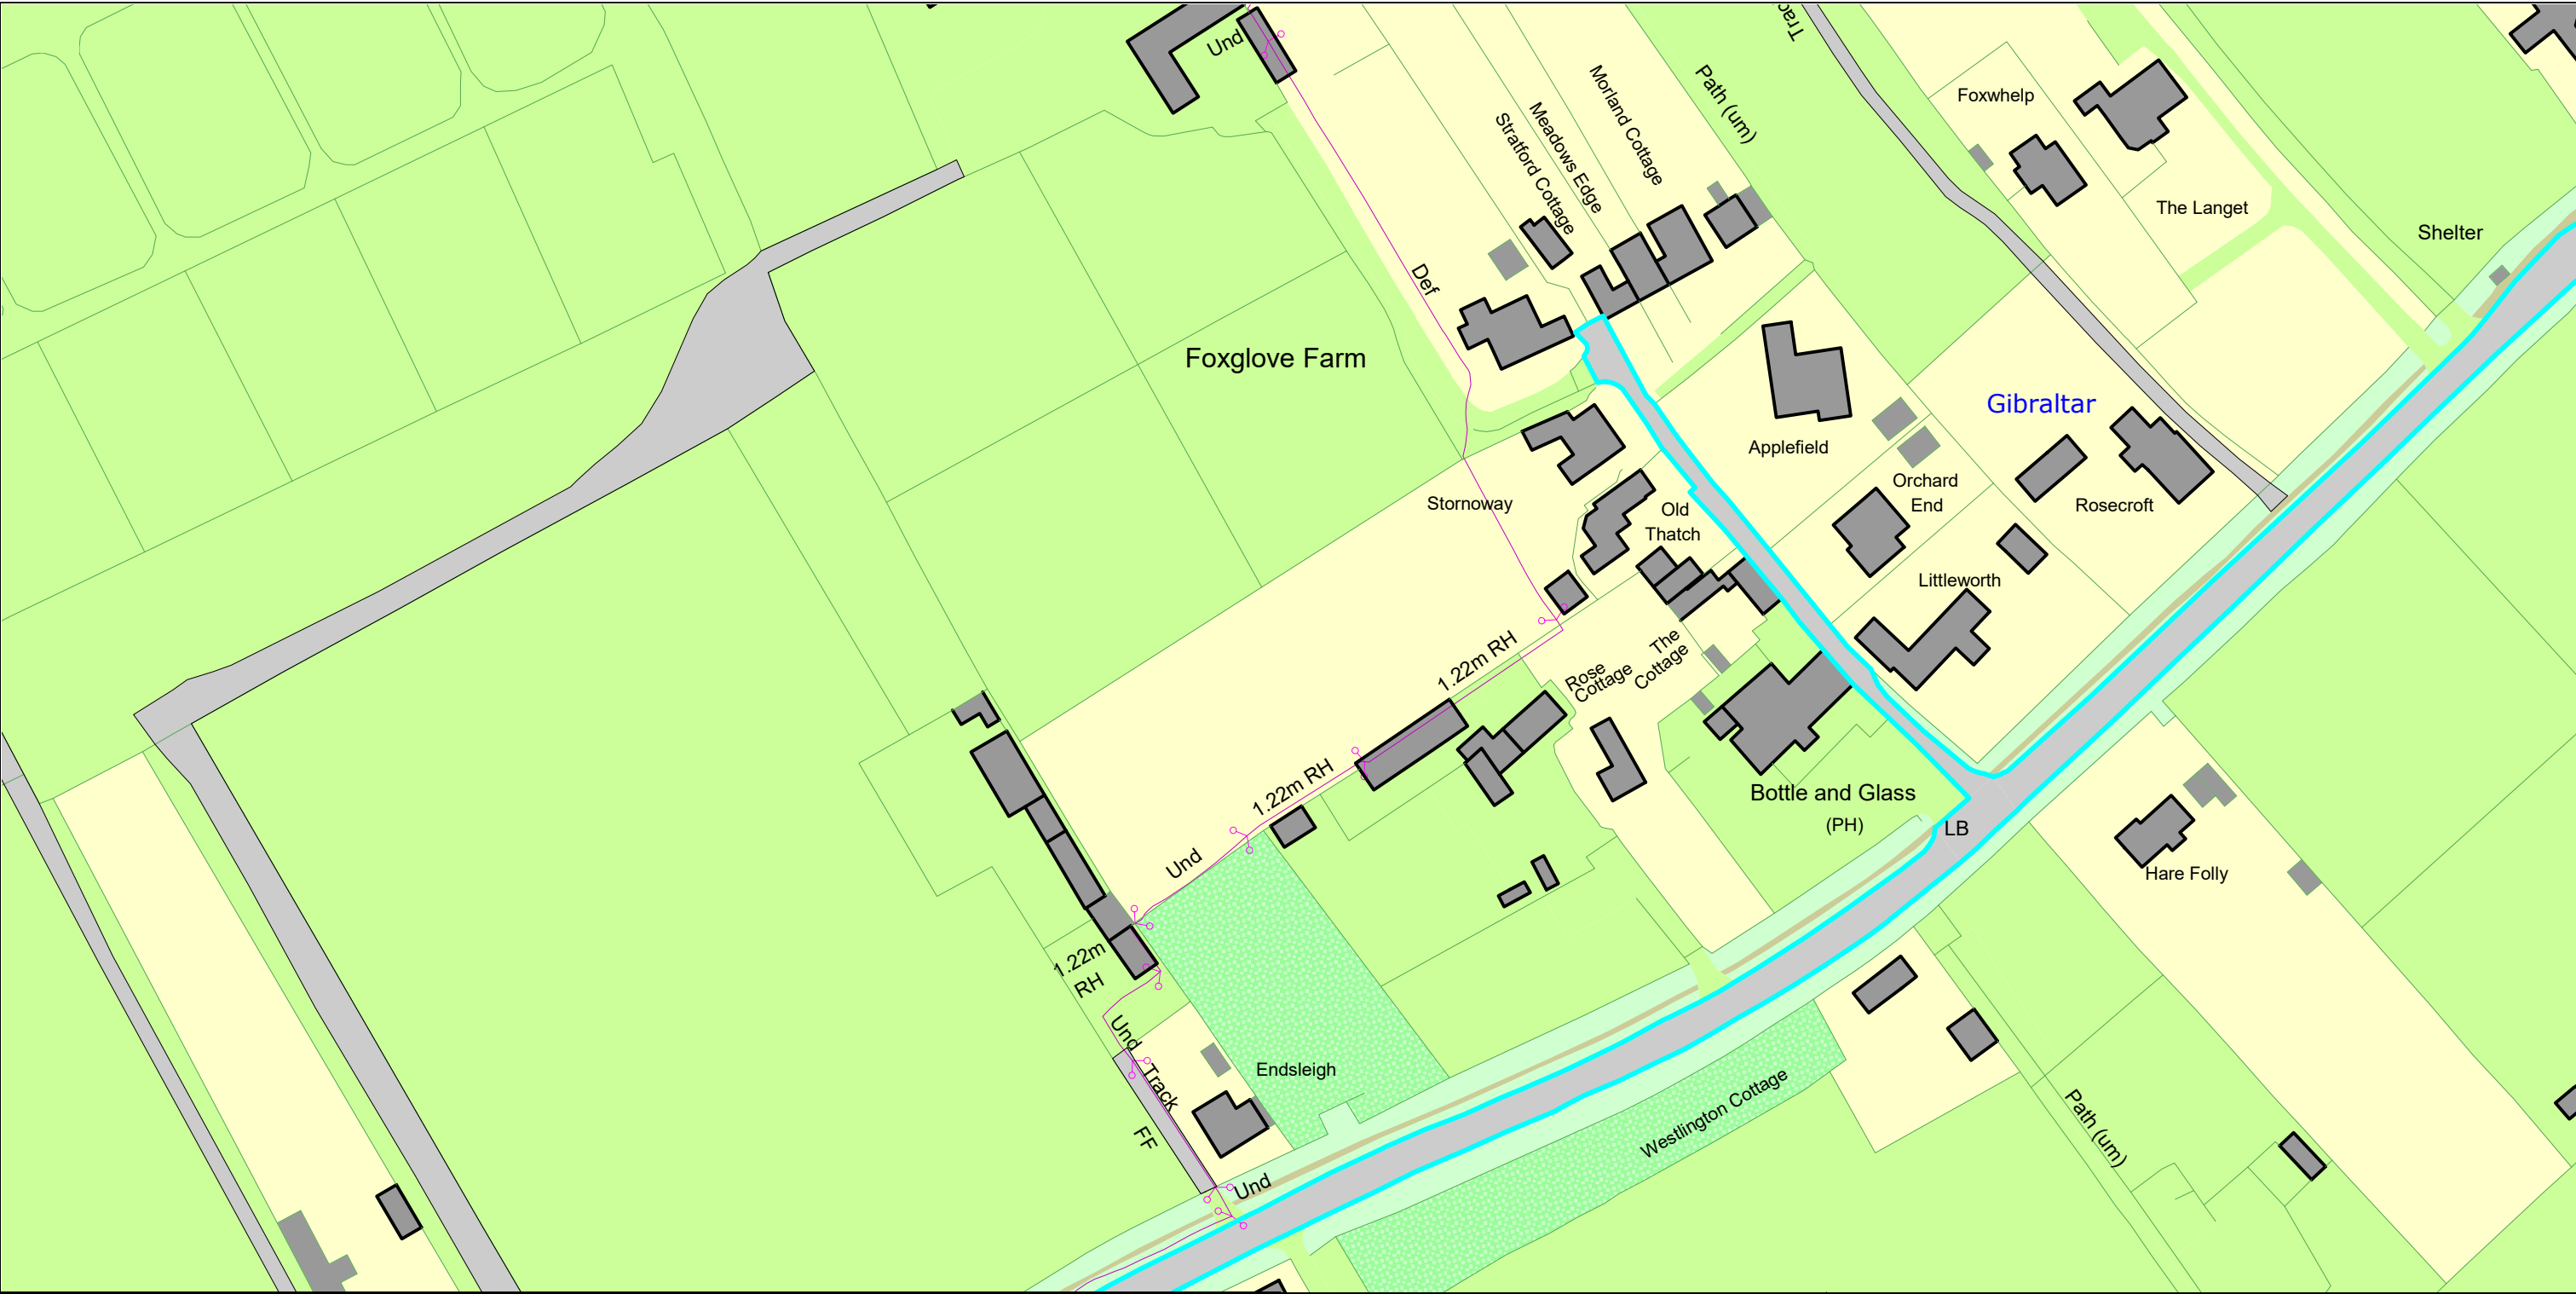 Und
Track
Path (um)
Foxwhelp
Morland Cottage
Meadows Edge
Stratford Cottage
The Langet
Shelter
Def
Foxglove Farm
Gibraltar
Applefield
Stornoway
Orchard
End
Rosecroft
Old
Thatch
Littleworth
1.22m RH
The
Cottage
Rose
Cottage
1.22m RH
Bottle and Glass
(PH)
LB
Und
Hare Folly
1.22m
RH
Und
Track
FF
Endsleigh
Westlington Cottage
Path (um)
Und